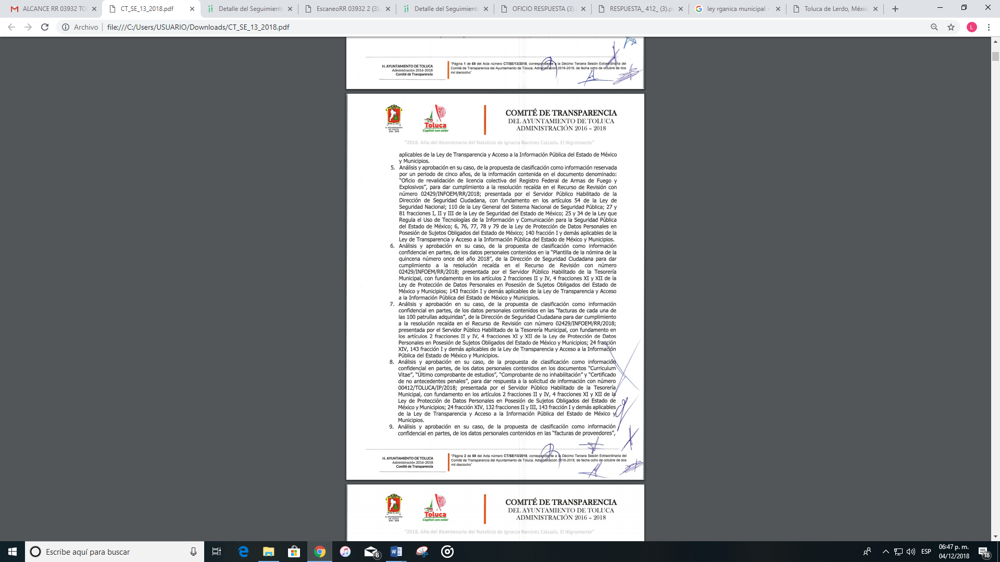 ALCANCE RR 03932 TO
CT_SE_13_2018.pdf
Detalle del Seguimiento
EscaneoRR 03932 2 (3).
Detalle del Seguimiento
OFICIO RESPUESTA (3).
RESPUESTA_ 412_ (3).p
ley rganica municipal -
Toluca de Lerdo, Méxic
Archivo
file:///C:/Users/USUARIO/Downloads/CT_SE_13_2018.pdf
L
H. AYUNTAMIENTO DE TOLUCA
Administración 2016-2018
Comité de Transparencia
"Página 1 de 69 del Acta número CT/SE/13/2018, correspondiente a la Décimo Tercera Sesión Extraordinaria del
Comité de Transparencia del Ayuntamiento de Toluca, Administración 2016-2018, de fecha ocho de octubre de dos
mil dieciocho"
H. AYUNTAMIENTO
DE TOLUCA
2016 - 2018
Toluca
Capital con valor
COMITÉ DE TRANSPARENCIA
DEL AYUNTAMIENTO DE TOLUCA
ADMINISTRACIÓN 2016 – 2018
"2018. Año del Bicentenario del Natalicio de Ignacio Ramírez Calzada. El Nigromante"
aplicables de la Ley de Transparencia y Acceso a la Información Pública del Estado de México
y Municipios.
5. Análisis y aprobación en su caso, de la propuesta de clasificación como información reservada
por un periodo de cinco años, de la información contenida en el documento denominado:
"Oficio de revalidación de licencia colectiva del Registro Federal de Armas de Fuego y
Explosivos", para dar cumplimiento a la resolución recaída en el Recurso de Revisión con
número 02429/INFOEM/RR/2018; presentada por el Servidor Público Habilitado de la
Dirección de Seguridad Ciudadana, con fundamento en los artículos 54 de la Ley de
Seguridad Nacional; 110 de la Ley General del Sistema Nacional de Seguridad Pública; 27 y
81 fracciones I, II y III de la Ley de Seguridad del Estado de México; 25 y 34 de la Ley que
Regula el Uso de Tecnologías de la Información y Comunicación para la Seguridad Pública
del Estado de México; 6, 76, 77, 78 y 79 de la Ley de Protección de Datos Personales en
Posesión de Sujetos Obligados del Estado de México; 140 fracción I y demás aplicables de la
Ley de Transparencia y Acceso a la Información Pública del Estado de México y Municipios.
6. Análisis y aprobación en su caso, de la propuesta de clasificación como información
confidencial en partes, de los datos personales contenidos en la "Plantilla de la nómina de la
quincena número once del año 2018", de la Dirección de Seguridad Ciudadana para dar
cumplimiento a la resolución recaída en el Recurso de Revisión con número
02429/INFOEM/RR/2018; presentada por el Servidor Público Habilitado de la Tesorería
Municipal, con fundamento en los artículos 2 fracciones II y IV, 4 fracciones XI y XII de la
Ley de Protección de Datos Personales en Posesión de Sujetos Obligados del Estado de
México y Municipios; 143 fracción I y demás aplicables de la Ley de Transparencia y Acceso
a la Información Pública del Estado de México y Municipios.
7. Análisis y aprobación en su caso, de la propuesta de clasificación como información
confidencial en partes, de los datos personales contenidos en las "facturas de cada una de
las 100 patrullas adquiridas", de la Dirección de Seguridad Ciudadana para dar cumplimiento
a la resolución recaída en el Recurso de Revisión con número 02429/INFOEM/RR/2018;
presentada por el Servidor Público Habilitado de la Tesorería Municipal, con fundamento en
los artículos 2 fracciones II y IV, 4 fracciones XI y XII de la Ley de Protección de Datos
Personales en Posesión de Sujetos Obligados del Estado de México y Municipios; 24 fracción
XIV, 143 fracción I y demás aplicables de la Ley de Transparencia y Acceso a la Información
Pública del Estado de México y Municipios.
8. Análisis y aprobación en su caso, de la propuesta de clasificación como información
confidencial en partes, de los datos personales contenidos en los documentos "Curriculum
Vitae", "Último comprobante de estudios", "Comprobante de no inhabilitación" y "Certificado
de no antecedentes penales", para dar respuesta a la solicitud de información con número
00412/TOLUCA/IP/2018; presentada por el Servidor Público Habilitado de la Tesorería
Municipal, con fundamento en los artículos 2 fracciones II y IV, 4 fracciones XI y XII de la
Ley de Protección de Datos Personales en Posesión de Sujetos Obligados del Estado de
México y Municipios; 24 fracción XIV, 132 fracciones II y III, 143 fracción I y demás aplicables
de la Ley de Transparencia y Acceso a la Información Pública del Estado de México y
Municipios.
9. Análisis y aprobación en su caso, de la propuesta de clasificación como información
confidencial en partes, de los datos personales contenidos en las "facturas de proveedores",
H. AYUNTAMIENTO DE TOLUCA
Administración 2016-2018
Comité de Transparencia
"Página 2 de 69 del Acta número CT/SE/13/2018, correspondiente a la Décimo Tercera Sesión Extraordinaria del
Comité de Transparencia del Ayuntamiento de Toluca, Administración 2016-2018, de fecha ocho de octubre de dos
mil dieciocho"
H. AYUNTAMIENTO
DE TOLUCA
2016 - 2018
Toluca
Capital con valor
COMITÉ DE TRANSPARENCIA
DEL AYUNTAMIENTO DE TOLUCA
ADMINISTRACIÓN 2016 – 2018
"2018. Año del Bicentenario del Natalicio de Ignacio Ramírez Calzada. El Nigromante"
Escribe aquí para buscar
8
ESP
06:47 p. m.
04/12/2018
18